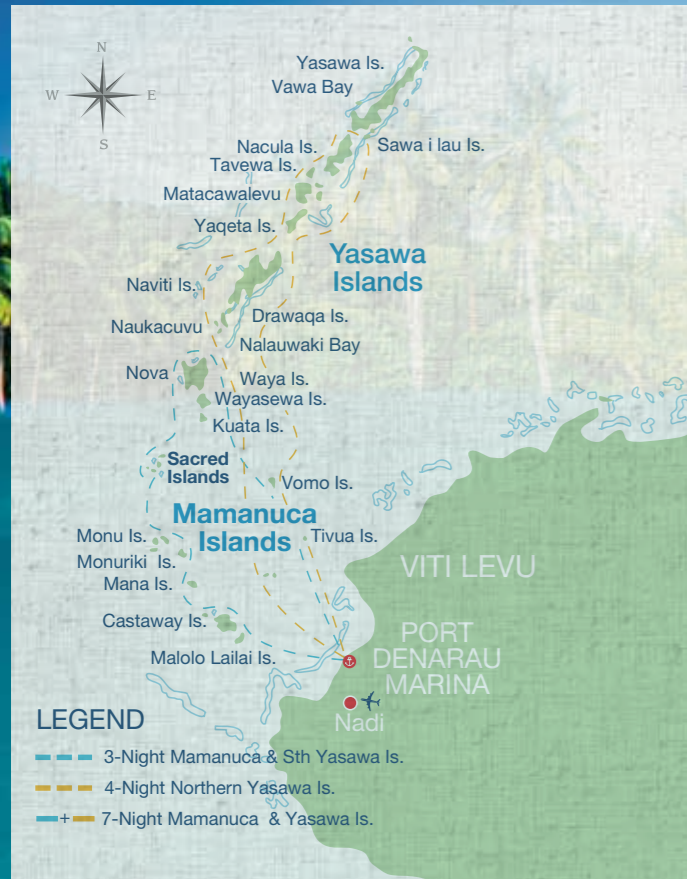 N
W
E
S
Yasawa Is.
Vawa Bay
Nacula Is.
Sawa i lau Is.
Tavewa Is.
Matacawalevu
Yaqeta Is.
Yasawa
Islands
Naviti Is.
Drawaqa Is.
Naukacuvu
Nalauwaki Bay
Nova
Waya Is.
Wayasewa Is.
Kuata Is.
Sacred
Islands
Vomo Is.
Mamanuca
Islands
Monu Is.
Tivua Is.
Monuriki Is.
Mana Is.
VITI LEVU
Castaway Is.
PORT
DENARAU
MARINA
Malolo Lailai Is.
Nadi
LEGEND
3-Night Mamanuca & Sth Yasawa Is.
4-Night Northern Yasawa Is.
+ 7-Night Mamanuca & Yasawa Is.